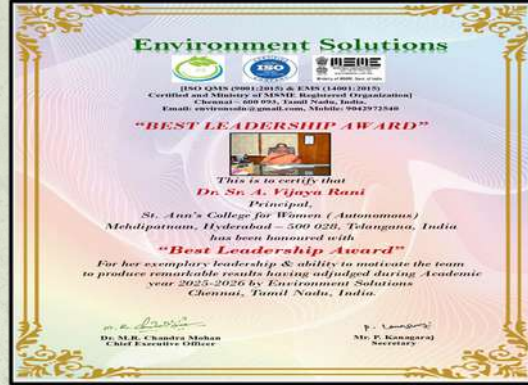 Environment Solutions
ISO
MSME
[ISO QMS (9001:2015) & EMS (14001:2015)
Certified and Ministry of MSME Registered Organization]
Chennai – 600 093, Tamil Nadu, India.
Mobile: 9042972540
“BEST LEADERSHIP AWARD”
This is to certify that
Dr. Sr. A. Vijaya Rani
Principal,
St. Ann's College for Women (Autonomous)
Mehdipatnam, Hyderabad – 500 028, Telangana, India
has been honoured with
“Best Leadership Award”
For her exemplary leadership & ability to motivate the team
to produce remarkable results having adjudged during Academic
year 2025-2026 by Environment Solutions
Chennai, Tamil Nadu, India.
Dr. M.R. Chandra Mohan
Chief Executive Officer
Mr. P. Kanagaraj
Secretary